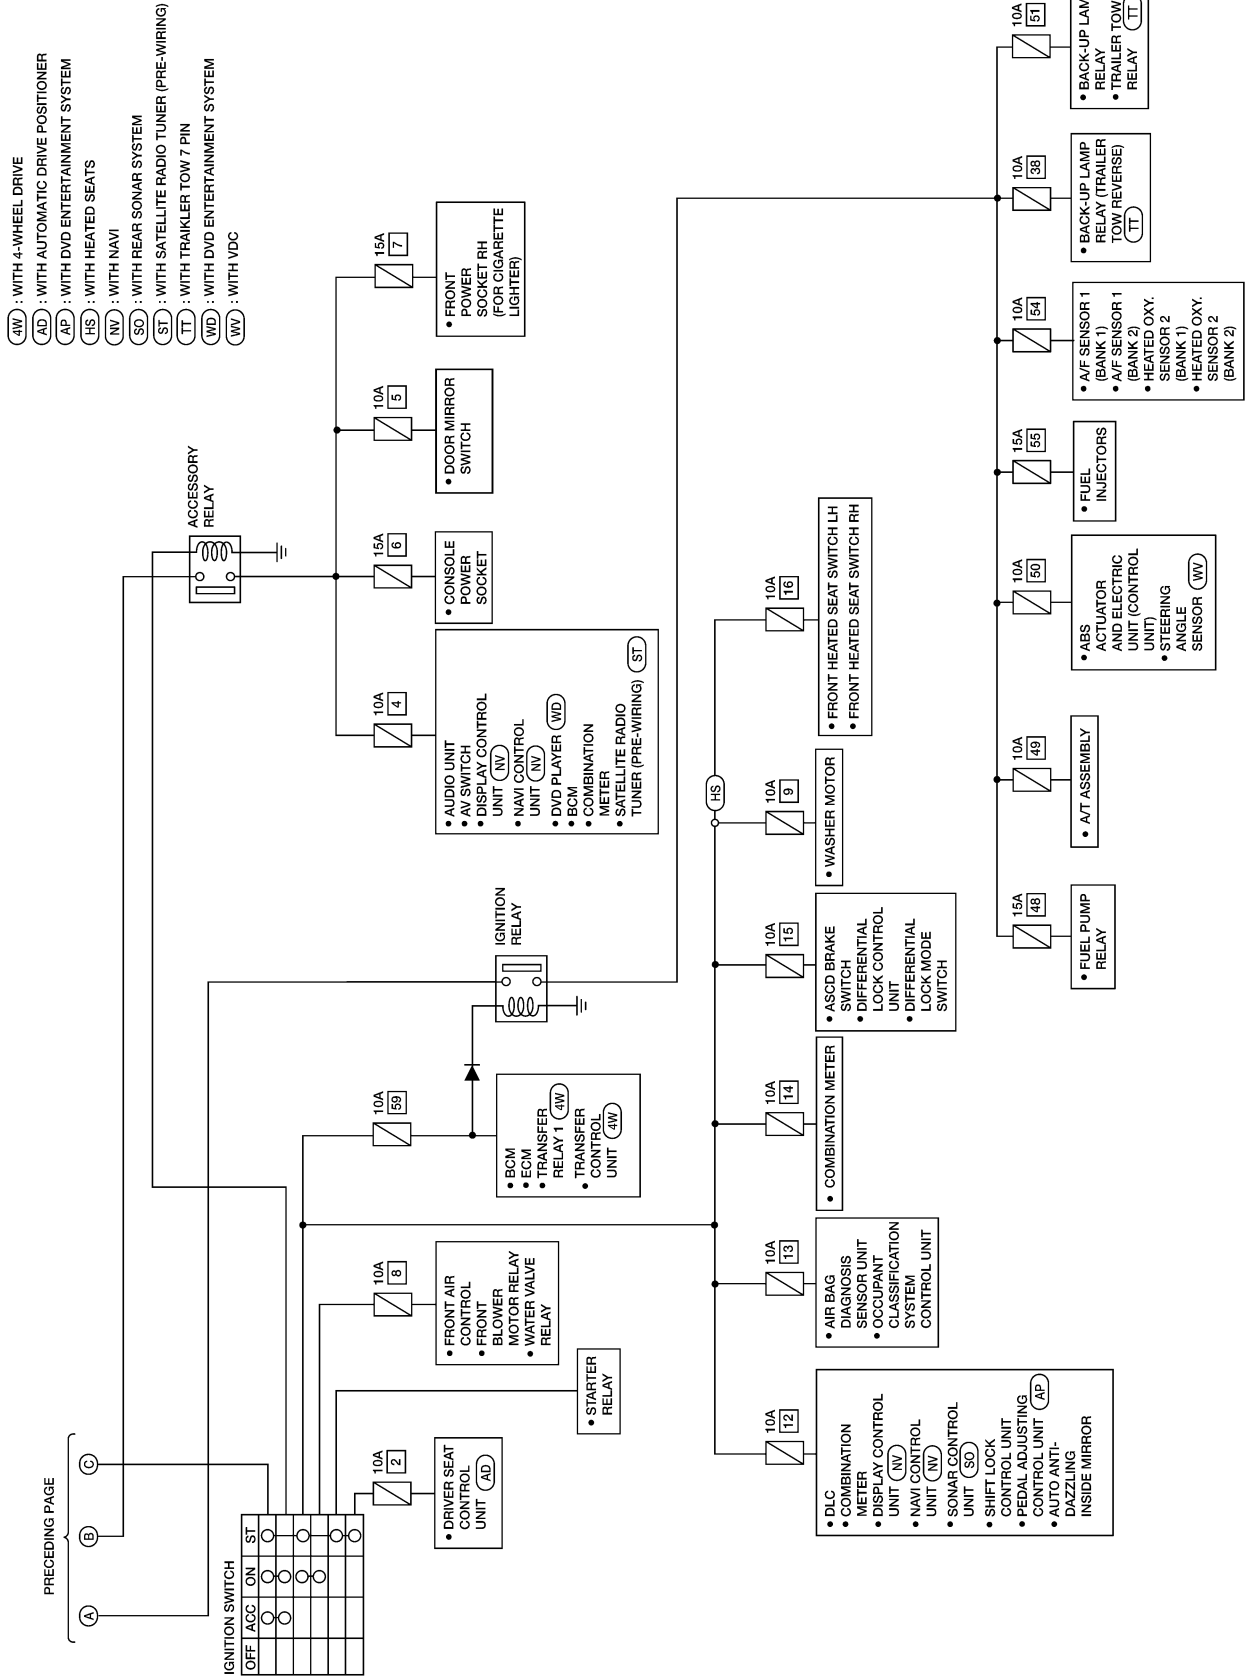 4W : WITH 4-WHEEL DRIVE
AD : WITH AUTOMATIC DRIVE POSITIONER
AP : WITH DVD ENTERTAINMENT SYSTEM
HS : WITH HEATED SEATS
NV : WITH NAVI
SO : WITH REAR SONAR SYSTEM
ST : WITH SATELLITE RADIO TUNER (PRE-WIRING)
TT : WITH TRAIKLER TOW 7 PIN
WD : WITH DVD ENTERTAINMENT SYSTEM
WV : WITH VDC
PRECEDING PAGE
A
B
C
IGNITION SWITCH
OFF ACC ON ST
10A
2
• DRIVER SEAT
CONTROL
UNIT AD
• STARTER
RELAY
10A
8
• FRONT AIR
CONTROL
• FRONT
BLOWER
MOTOR RELAY
• WATER VALVE
RELAY
10A
59
• BCM
• ECM
• TRANSFER
RELAY 1 4W
• TRANSFER
CONTROL
UNIT 4W
IGNITION
RELAY
ACCESSORY
RELAY
10A
4
• AUDIO UNIT
• AV SWITCH
• DISPLAY CONTROL
UNIT NV
• NAVI CONTROL
UNIT NV
• DVD PLAYER WD
• BCM
• COMBINATION
METER
• SATELLITE RADIO
TUNER (PRE-WIRING) ST
15A
6
• CONSOLE
POWER
SOCKET
10A
5
• DOOR MIRROR
SWITCH
15A
7
• FRONT
POWER
SOCKET RH
(FOR CIGARETTE
LIGHTER)
10A
12
• DLC
• COMBINATION
METER
• DISPLAY CONTROL
UNIT NV
• NAVI CONTROL
UNIT NV
• SONAR CONTROL
UNIT SO
• SHIFT LOCK
CONTROL UNIT
• PEDAL ADJUSTING
CONTROL UNIT AP
• AUTO ANTI-
DAZZLING
INSIDE MIRROR
10A
13
• AIR BAG
DIAGNOSIS
SENSOR UNIT
• OCCUPANT
CLASSIFICATION
SYSTEM
CONTROL UNIT
10A
14
• COMBINATION METER
10A
15
• ASCD BRAKE
SWITCH
• DIFFERENTIAL
LOCK CONTROL
UNIT
• DIFFERENTIAL
LOCK MODE
SWITCH
10A
9
• WASHER MOTOR
HS
10A
16
• FRONT HEATED SEAT SWITCH LH
• FRONT HEATED SEAT SWITCH RH
15A
48
• FUEL PUMP
RELAY
10A
49
• A/T ASSEMBLY
10A
50
• ABS
ACTUATOR
AND ELECTRIC
UNIT (CONTROL
UNIT)
• STEERING
ANGLE
SENSOR WV
15A
55
• FUEL
INJECTORS
10A
54
• A/F SENSOR 1
(BANK 1)
• A/F SENSOR 1
(BANK 2)
• HEATED OXY.
SENSOR 2
(BANK 1)
• HEATED OXY.
SENSOR 2
(BANK 2)
10A
38
• BACK-UP LAMP
RELAY (TRAILER
TOW REVERSE)
TT
10A
51
• BACK-UP LAM
RELAY
• TRAILER TOW
RELAY TT